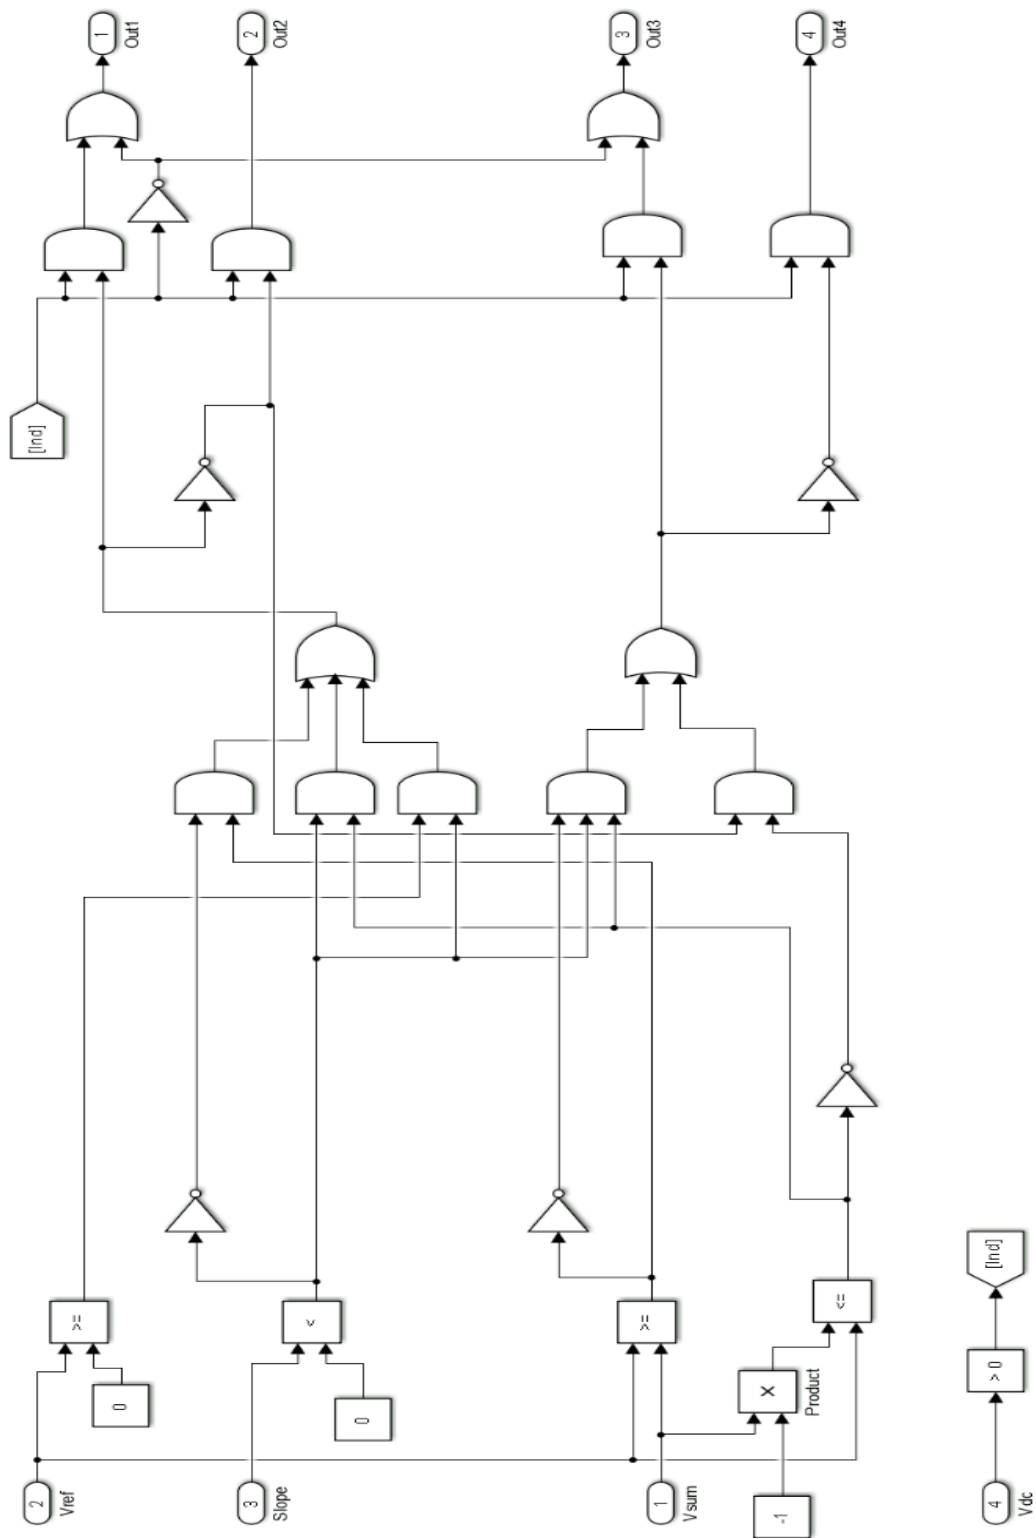 2
Vref
[Ind]
>=
0
1
Out1
3
Slope
2
Out2
<
0
3
Out3
>=
1
Vsum
X
Product
-1
4
Out4
<=
4
Vdc
> 0
[Ind]